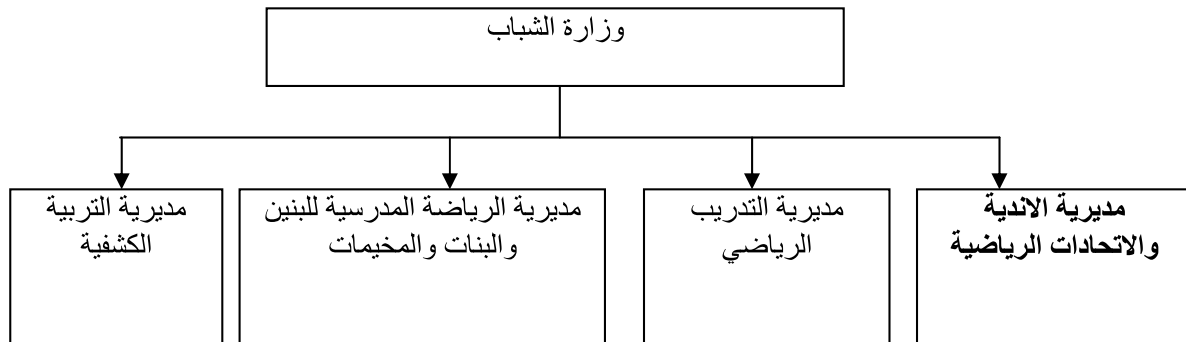 وزارة الشباب
مديرية الاندية
والاتحادات الرياضية
مديرية التدريب
الرياضي
مديرية الرياضة المدرسية للبنين
والبنات والمخيمات
مديرية التربية
الكشفية